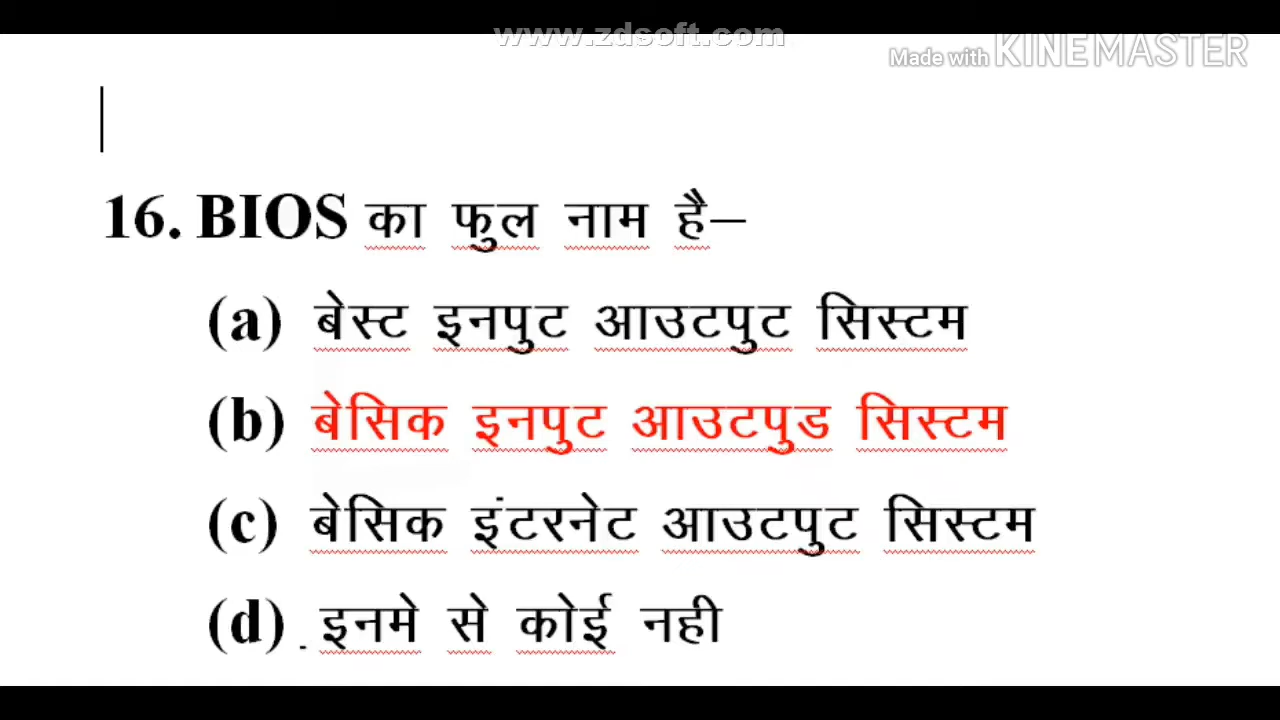 www.zdsoft.com
Made with KINEMASTER
16. BIOS का फुल नाम है–
(a) बेस्ट इनपुट आउटपुट सिस्टम
(b) बेसिक इनपुट आउटपुड सिस्टम
(c) बेसिक इंटरनेट आउटपुट सिस्टम
(d) इनमे से कोई नही